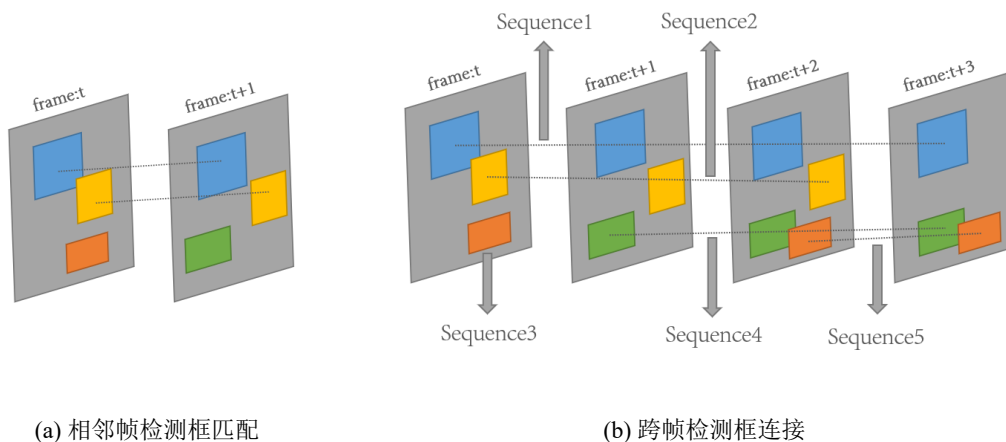 Sequence1
Sequence2
frame:t
frame:t+1
frame:t
frame:t+1
frame:t+2
frame:t+3
Sequence3
Sequence4
Sequence5
(a) 相邻帧检测框匹配
(b) 跨帧检测框连接